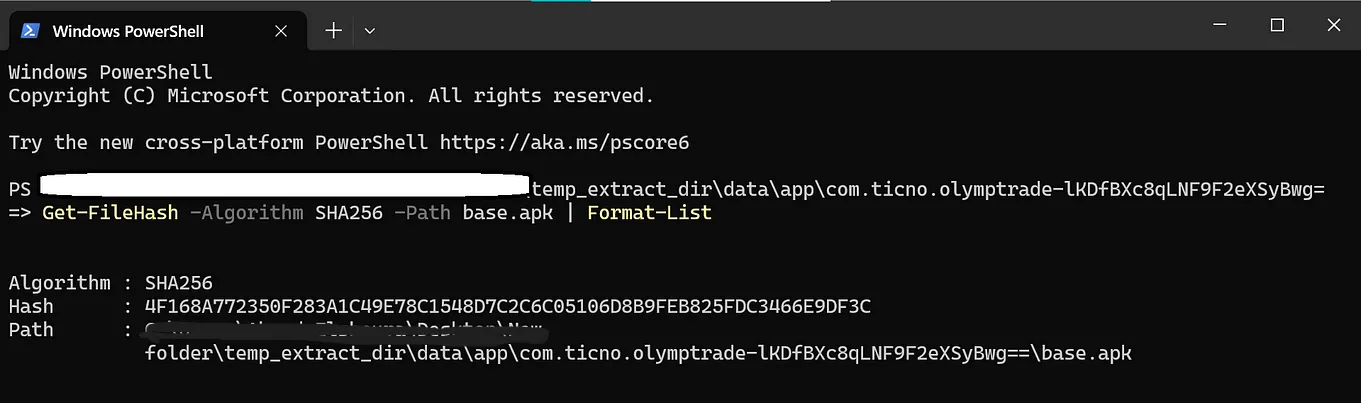 Windows PowerShell
Windows PowerShell
Copyright (C) Microsoft Corporation. All rights reserved.
Try the new cross-platform PowerShell https://aka.ms/pscore6
PS \temp_extract_dir\data\app\com.ticno.olymptrade-lKDfBXc8qLNF9F2eXSyBwg=
=> Get-FileHash -Algorithm SHA256 -Path base.apk | Format-List
Algorithm : SHA256
Hash : 4F168A772350F283A1C49E78C1548D7C2C6C05106D8B9FEB825FDC3466E9DF3C
Path :
folder\temp_extract_dir\data\app\com.ticno.olymptrade-lKDfBXc8qLNF9F2eXSyBwg==\base.apk